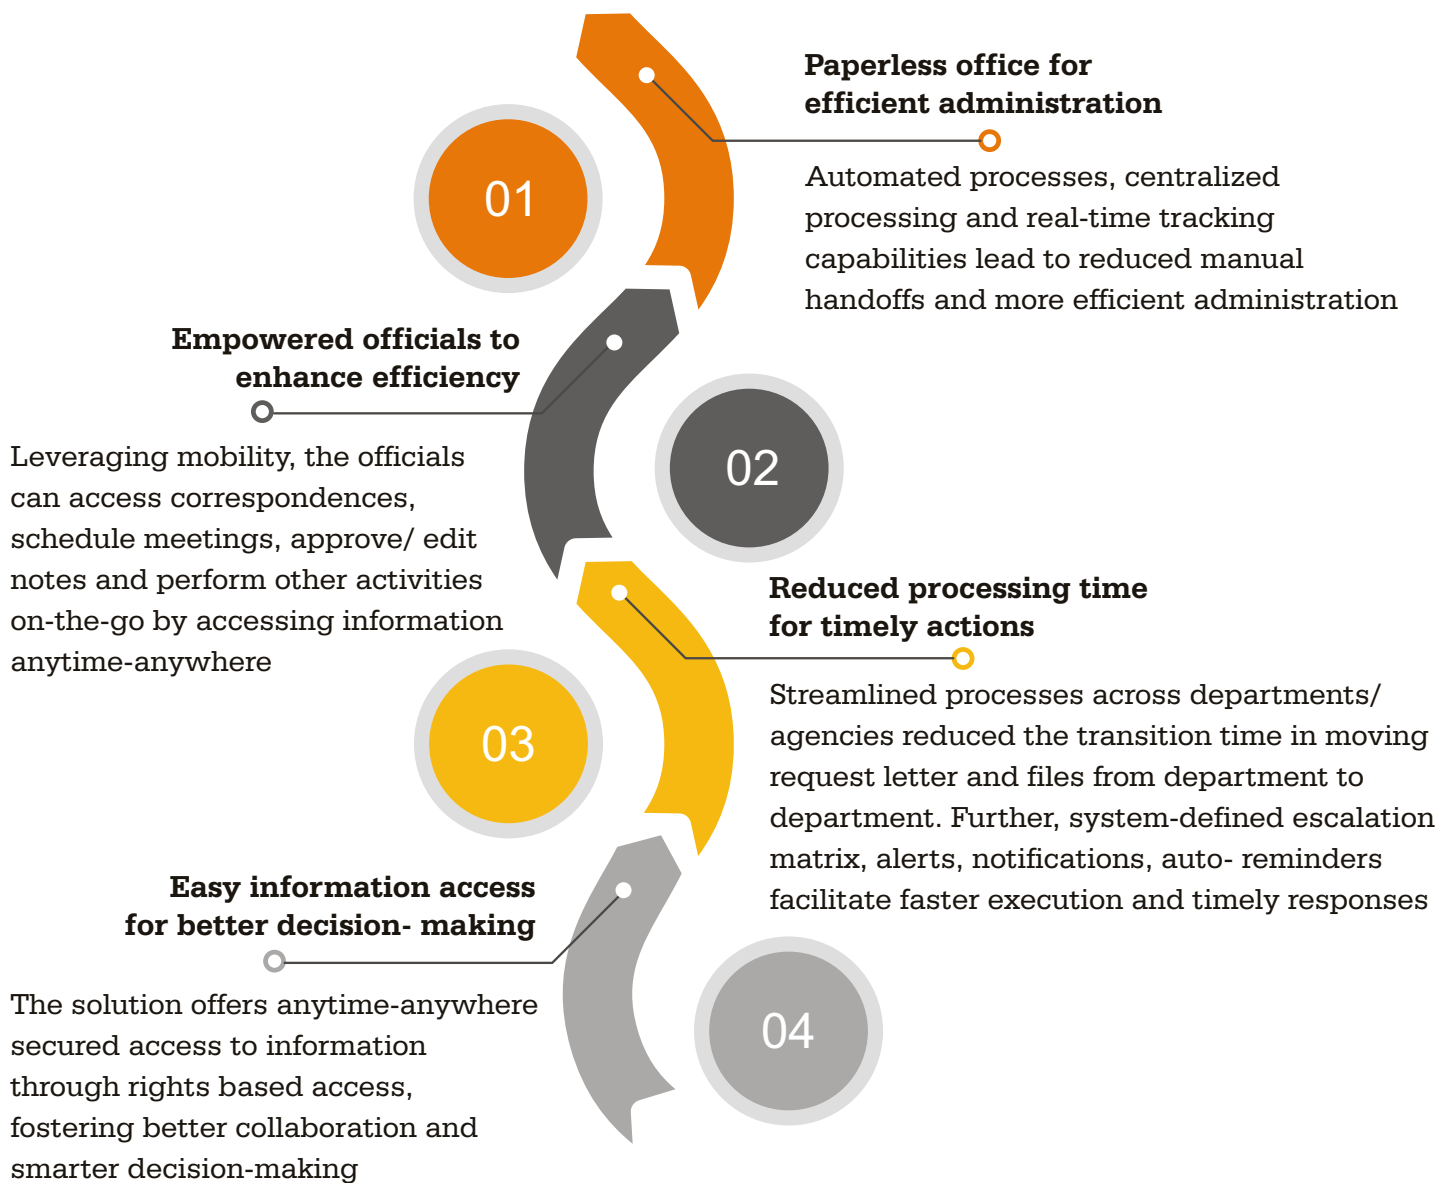 01
Paperless office for
efficient administration
Automated processes, centralized
processing and real-time tracking
capabilities lead to reduced manual
handoffs and more efficient administration
Empowered officials to
enhance efficiency
Leveraging mobility, the officials
can access correspondences,
schedule meetings, approve/ edit
notes and perform other activities
on-the-go by accessing information
anytime-anywhere
02
03
Reduced processing time
for timely actions
Streamlined processes across departments/
agencies reduced the transition time in moving
request letter and files from department to
department. Further, system-defined escalation
matrix, alerts, notifications, auto- reminders
facilitate faster execution and timely responses
Easy information access
for better decision- making
The solution offers anytime-anywhere
secured access to information
through rights based access,
fostering better collaboration and
smarter decision-making
04